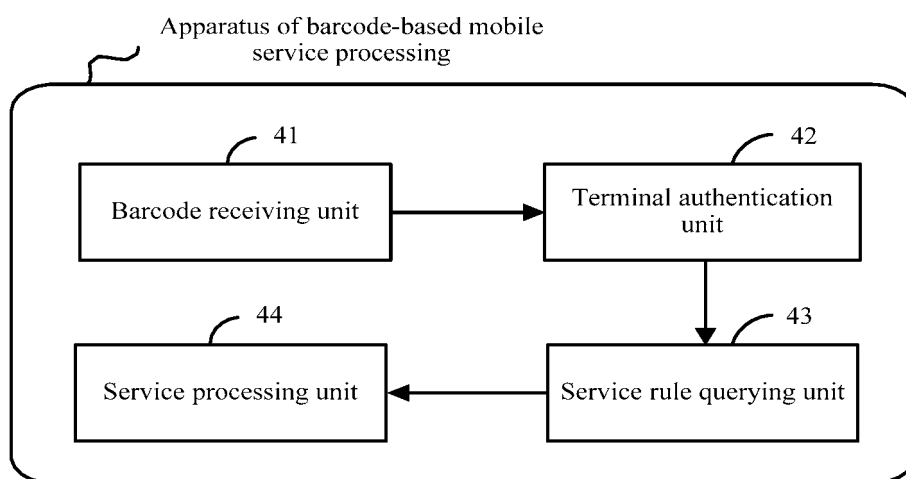 Apparatus of barcode-based mobile
service processing
41
42
Barcode receiving unit
Terminal authentication
unit
44
43
Service processing unit
Service rule querying unit